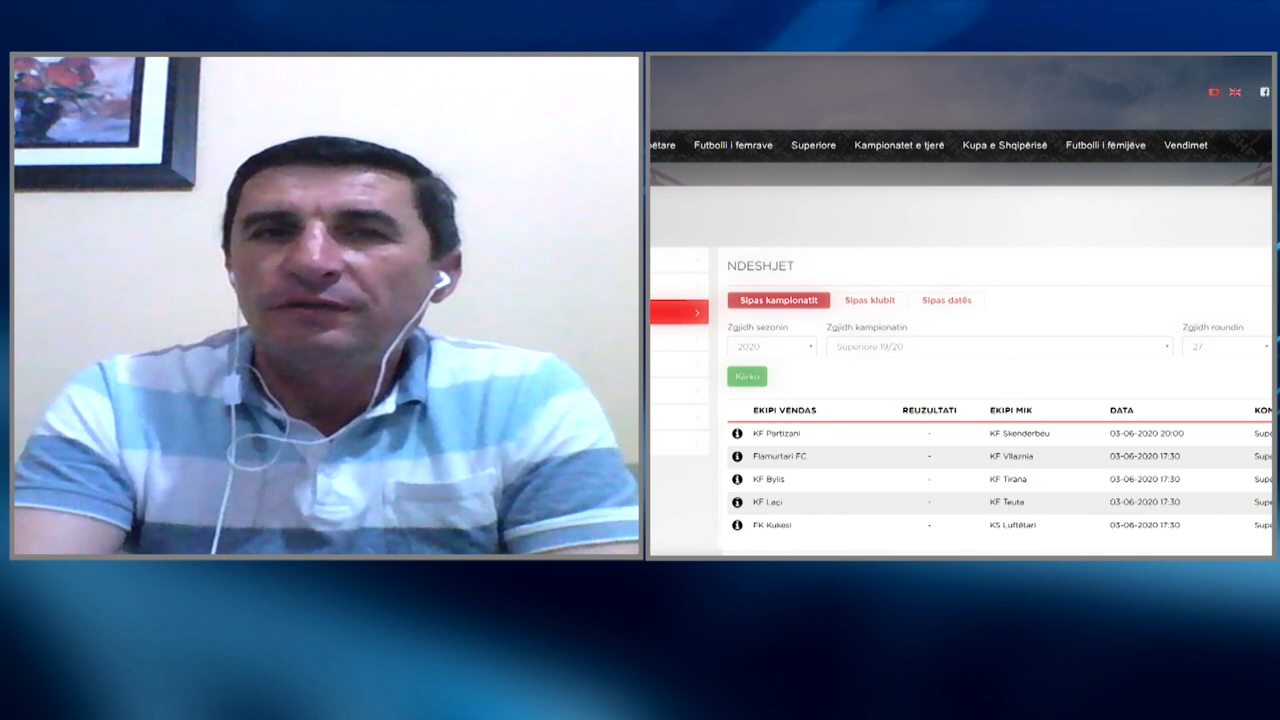 Futbolli i femrave Superiore Kampionatet e tjerë Kupa e Shqipërisë Futbolli i fëmijëve Vendimet
NDESHJET
Sipas kampionatit Sipas klubit Sipas datës
Zgjidh sezonin Zgjidh kampionatin Zgjidh roundin
2020 Superiore 19/20 27
Kërko
EKIPI VENDAS REUZULTATI EKIPI MIK DATA
KF Partizani - KF Skenderbeu 03-06-2020 20:00
Flamurtari FC - KF Vllaznia 03-06-2020 17:30
KF Bylis - KF Tirana 03-06-2020 17:30
KF Laçi - KF Teuta 03-06-2020 17:30
FK Kukesi - KS Luftëtari 03-06-2020 17:30